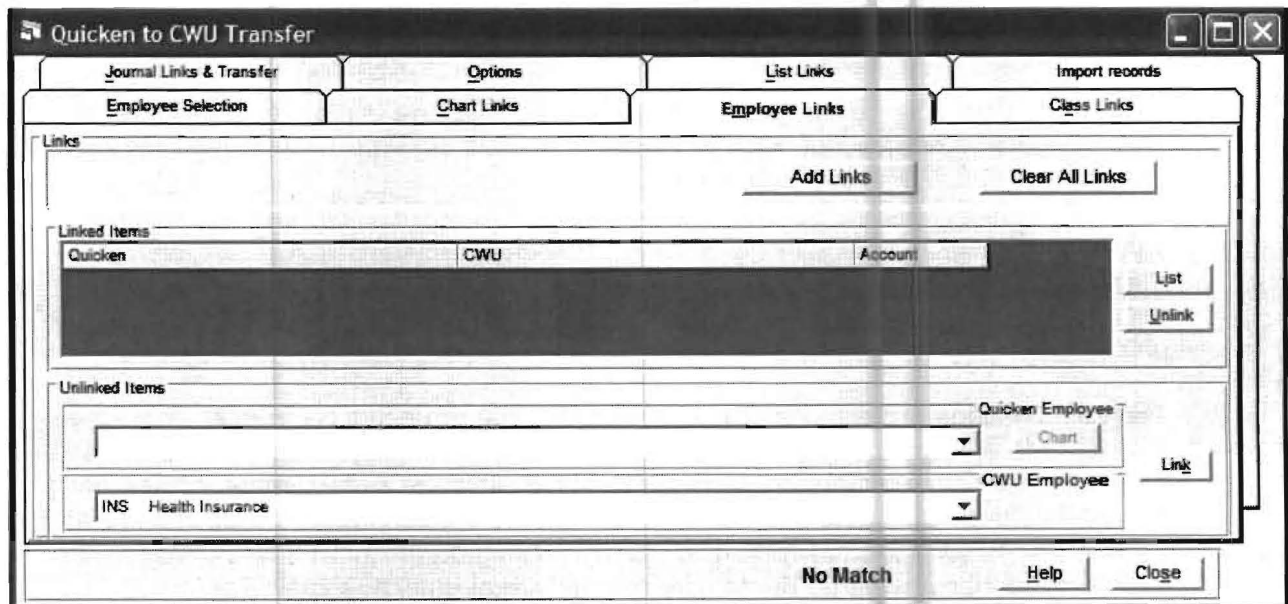 Quicken to CWU Transfer
Journal Links & Transfer Options List Links Import records
Employee Selection Chart Links Employee Links Class Links
Links
Add Links Clear All Links
Linked Items
Quicken CWU Account
List
Unlink
Unlinked Items
Quicken Employee
Chart
Link
CWU Employee
INS Health Insurance
No Match Help Close